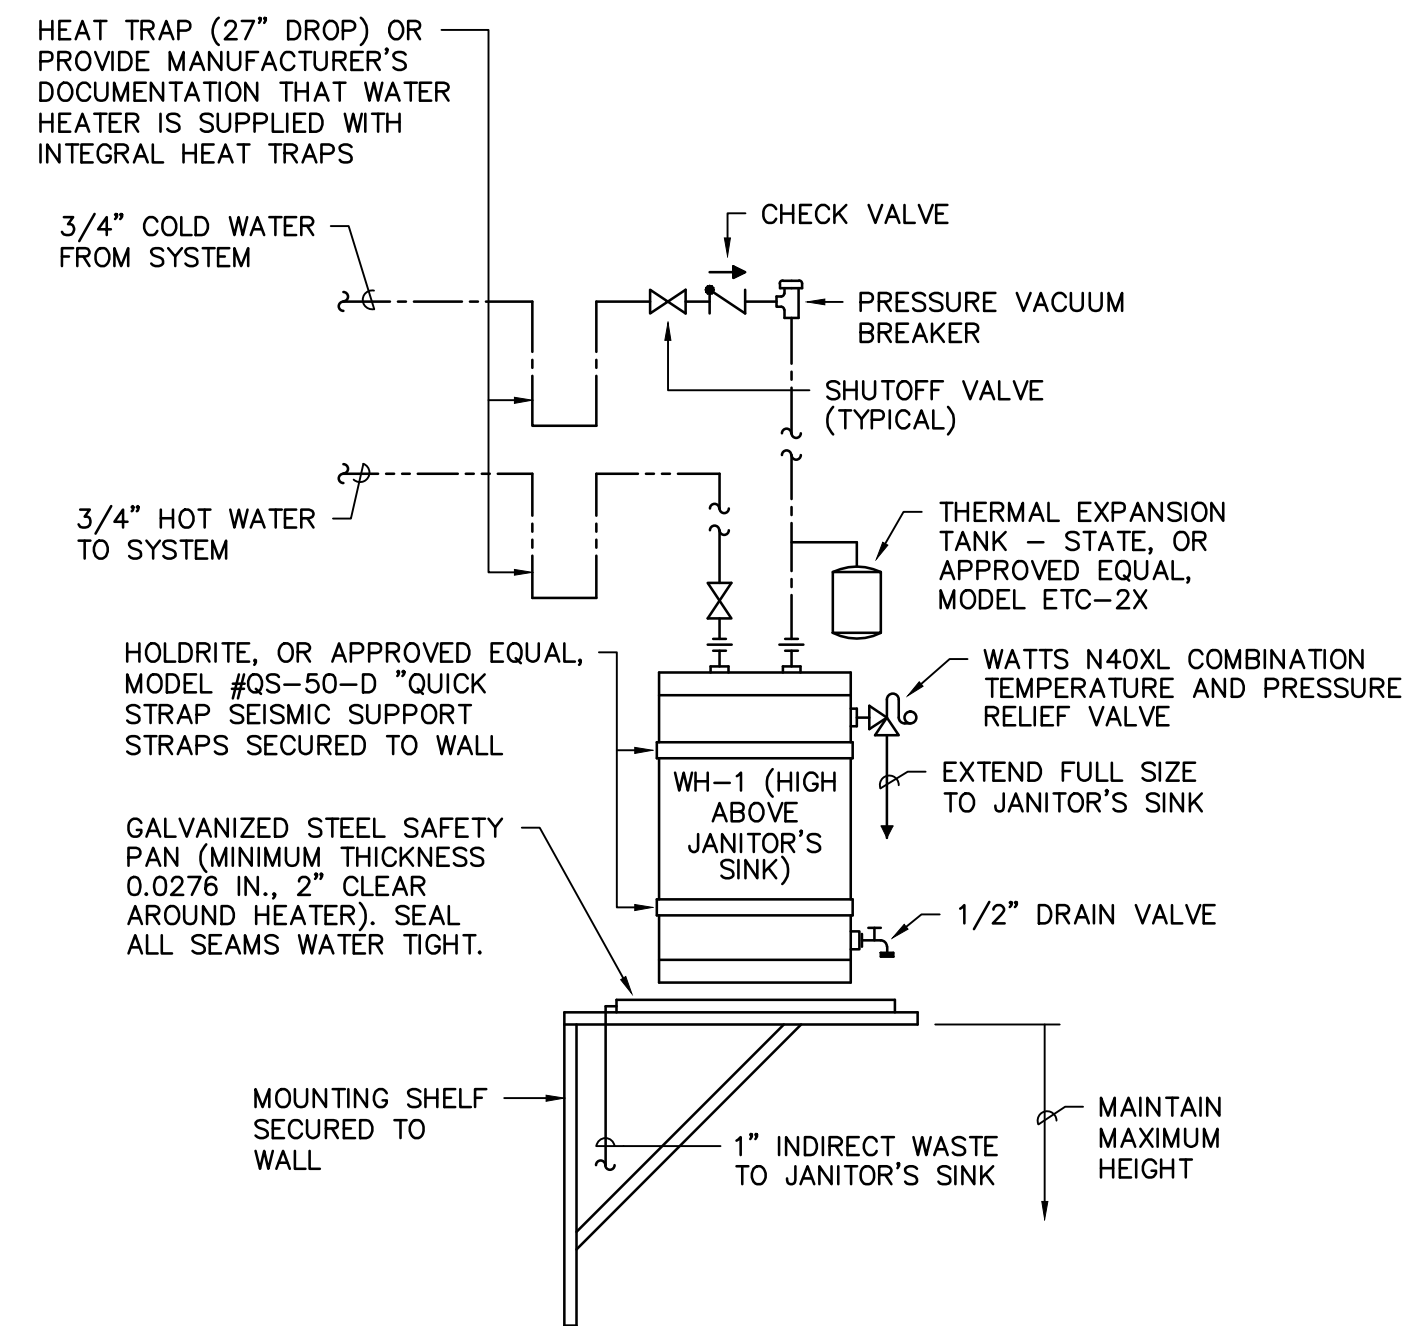 HEAT TRAP (27" DROP) OR
PROVIDE MANUFACTURER'S
DOCUMENTATION THAT WATER
HEATER IS SUPPLIED WITH
INTEGRAL HEAT TRAPS
3/4" COLD WATER
FROM SYSTEM
CHECK VALVE
PRESSURE VACUUM
BREAKER
SHUTOFF VALVE
(TYPICAL)
3/4" HOT WATER
TO SYSTEM
THERMAL EXPANSION
TANK – STATE, OR
APPROVED EQUAL,
MODEL ETC–2X
HOLDRITE, OR APPROVED EQUAL,
MODEL #QS–50–D "QUICK
STRAP SEISMIC SUPPORT
STRAPS SECURED TO WALL
WATTS N40XL COMBINATION
TEMPERATURE AND PRESSURE
RELIEF VALVE
WH–1 (HIGH
ABOVE
JANITOR'S
SINK)
EXTEND FULL SIZE
TO JANITOR'S SINK
GALVANIZED STEEL SAFETY
PAN (MINIMUM THICKNESS
0.0276 IN., 2" CLEAR
AROUND HEATER). SEAL
ALL SEAMS WATER TIGHT.
1/2" DRAIN VALVE
MOUNTING SHELF
SECURED TO
WALL
1" INDIRECT WASTE
TO JANITOR'S SINK
MAINTAIN
MAXIMUM
HEIGHT